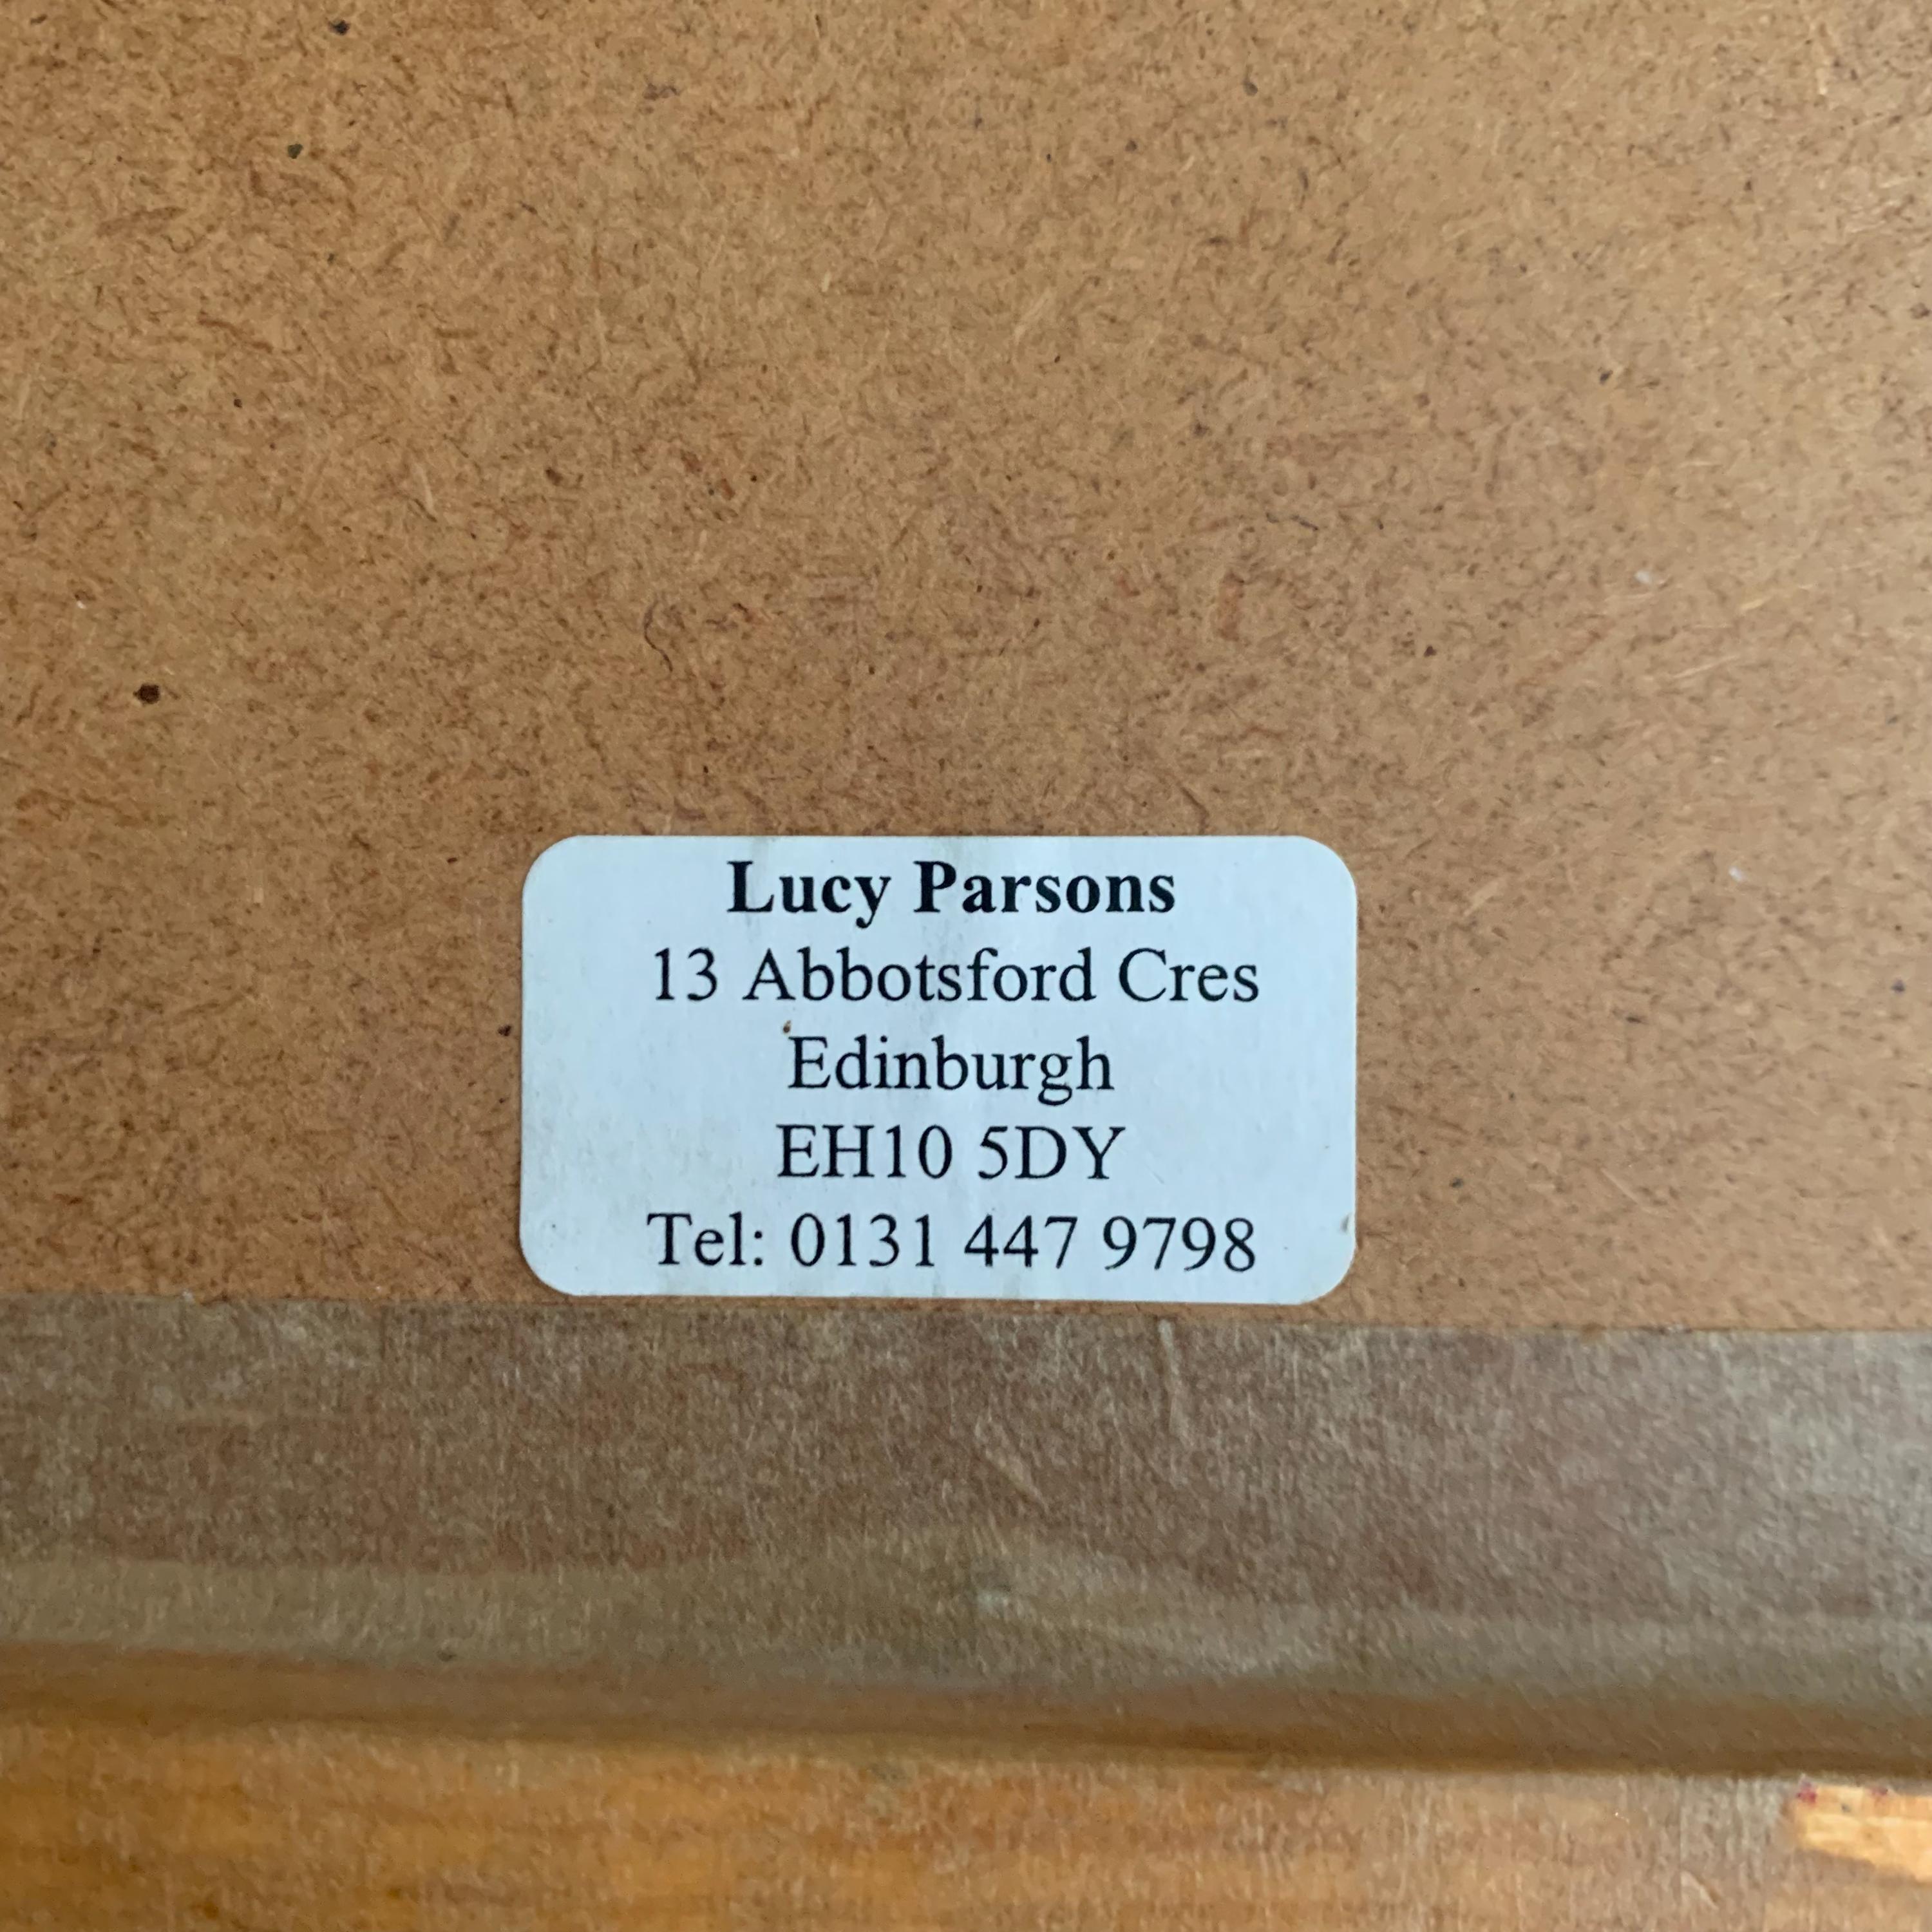 Lucy Parsons
13 Abbotsford Cres
Edinburgh
EH10 5DY
Tel: 0131 447 9798